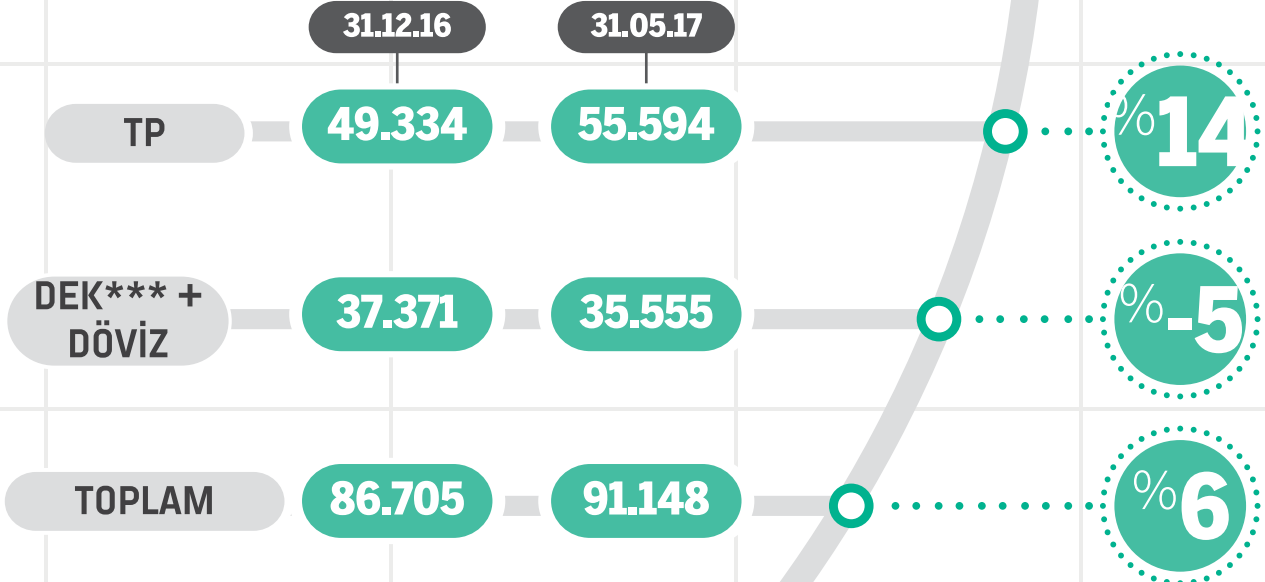 31.12.16 31.05.17
TP 49.334 55.594 %14
DEK*** +
DÖVİZ 37.371 35.555 %-5
TOPLAM 86.705 91.148 %6